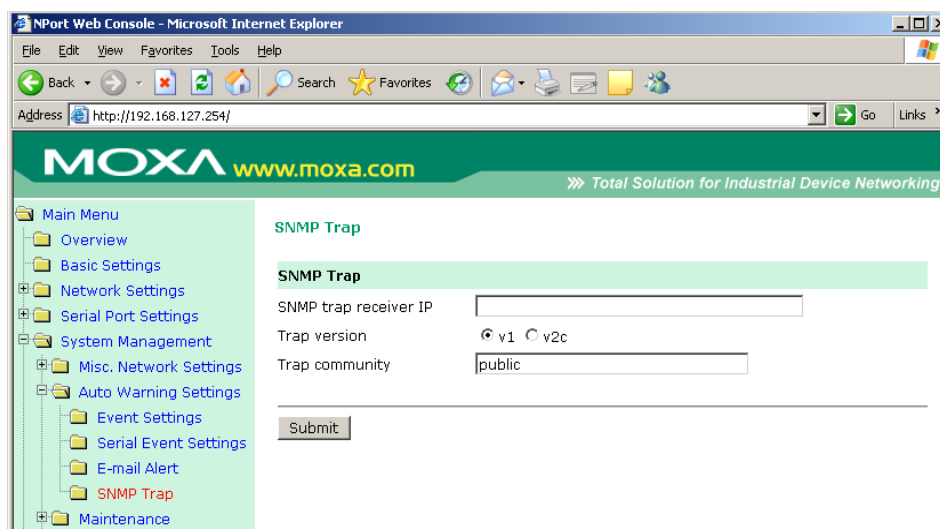 NPort Web Console - Microsoft Internet Explorer
File Edit View Favorites Tools Help
Back Search Favorites
Address http://192.168.127.254/ Go Links
MOXA www.moxa.com
Total Solution for Industrial Device Networking
Main Menu
Overview
Basic Settings
Network Settings
Serial Port Settings
System Management
Misc. Network Settings
Auto Warning Settings
Event Settings
Serial Event Settings
E-mail Alert
SNMP Trap
Maintenance
SNMP Trap
SNMP Trap
SNMP trap receiver IP
Trap version v1 v2c
Trap community public
Submit